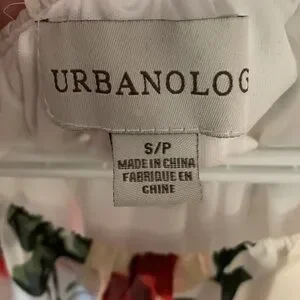 URBANOLOG
S/P
MADE IN CHINA
FABRIQUE EN
CHINE